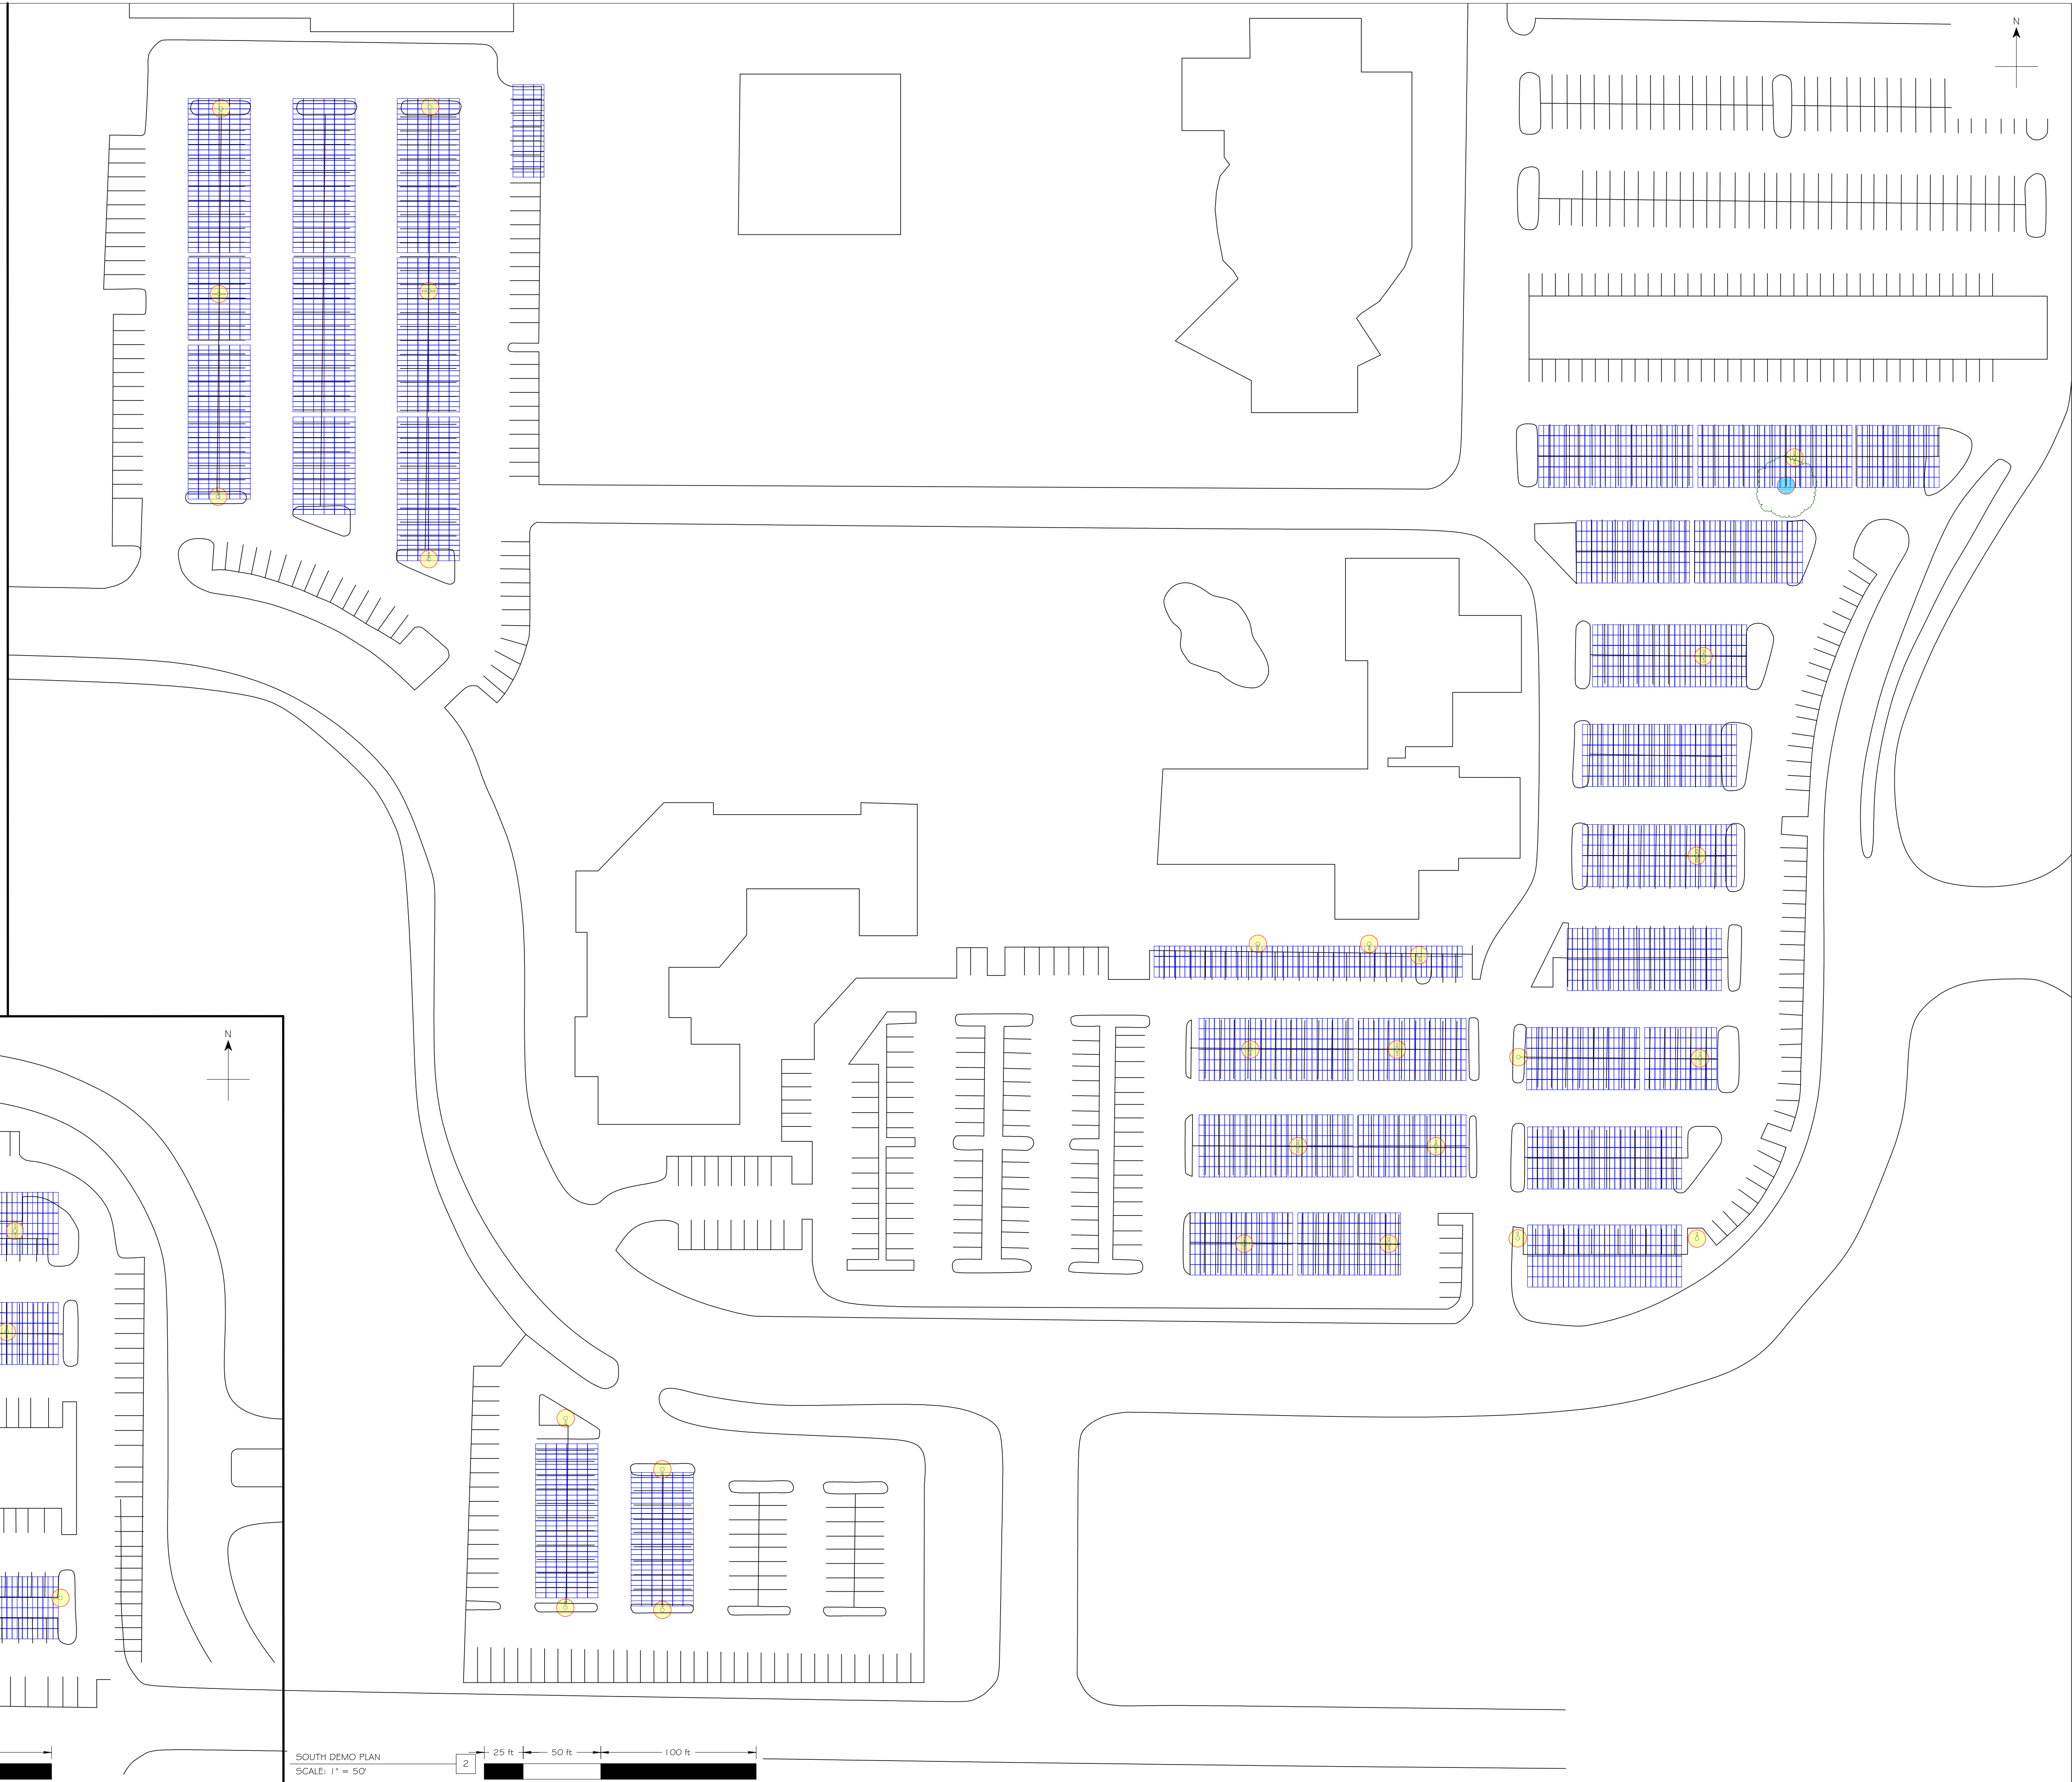 N
N
SOUTH DEMO PLAN
SCALE: 1" = 50'
2
25 ft
50 ft
100 ft